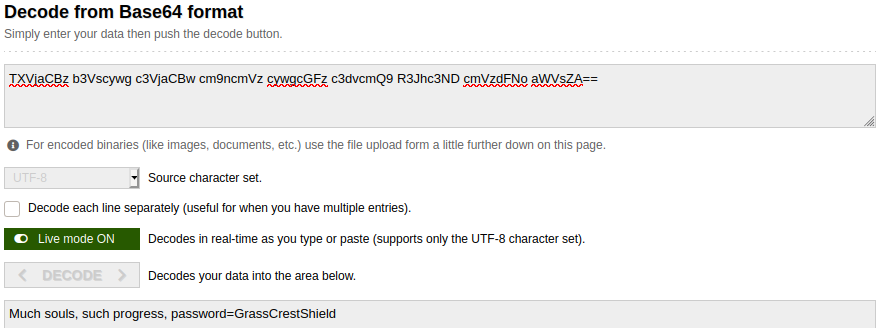 Decode from Base64 format
Simply enter your data then push the decode button.
TXVjaCBz b3Vscywg c3VjaCBw cm9ncmVz cywgcGFz c3dvcmQ9 R3Jhc3ND cmVzdFNo aWVsZA==
For encoded binaries (like images, documents, etc.) use the file upload form a little further down on this page.
UTF-8 Source character set.
Decode each line separately (useful for when you have multiple entries).
Live mode ON Decodes in real-time as you type or paste (supports only the UTF-8 character set).
DECODE Decodes your data into the area below.
Much souls, such progress, password=GrassCrestShield